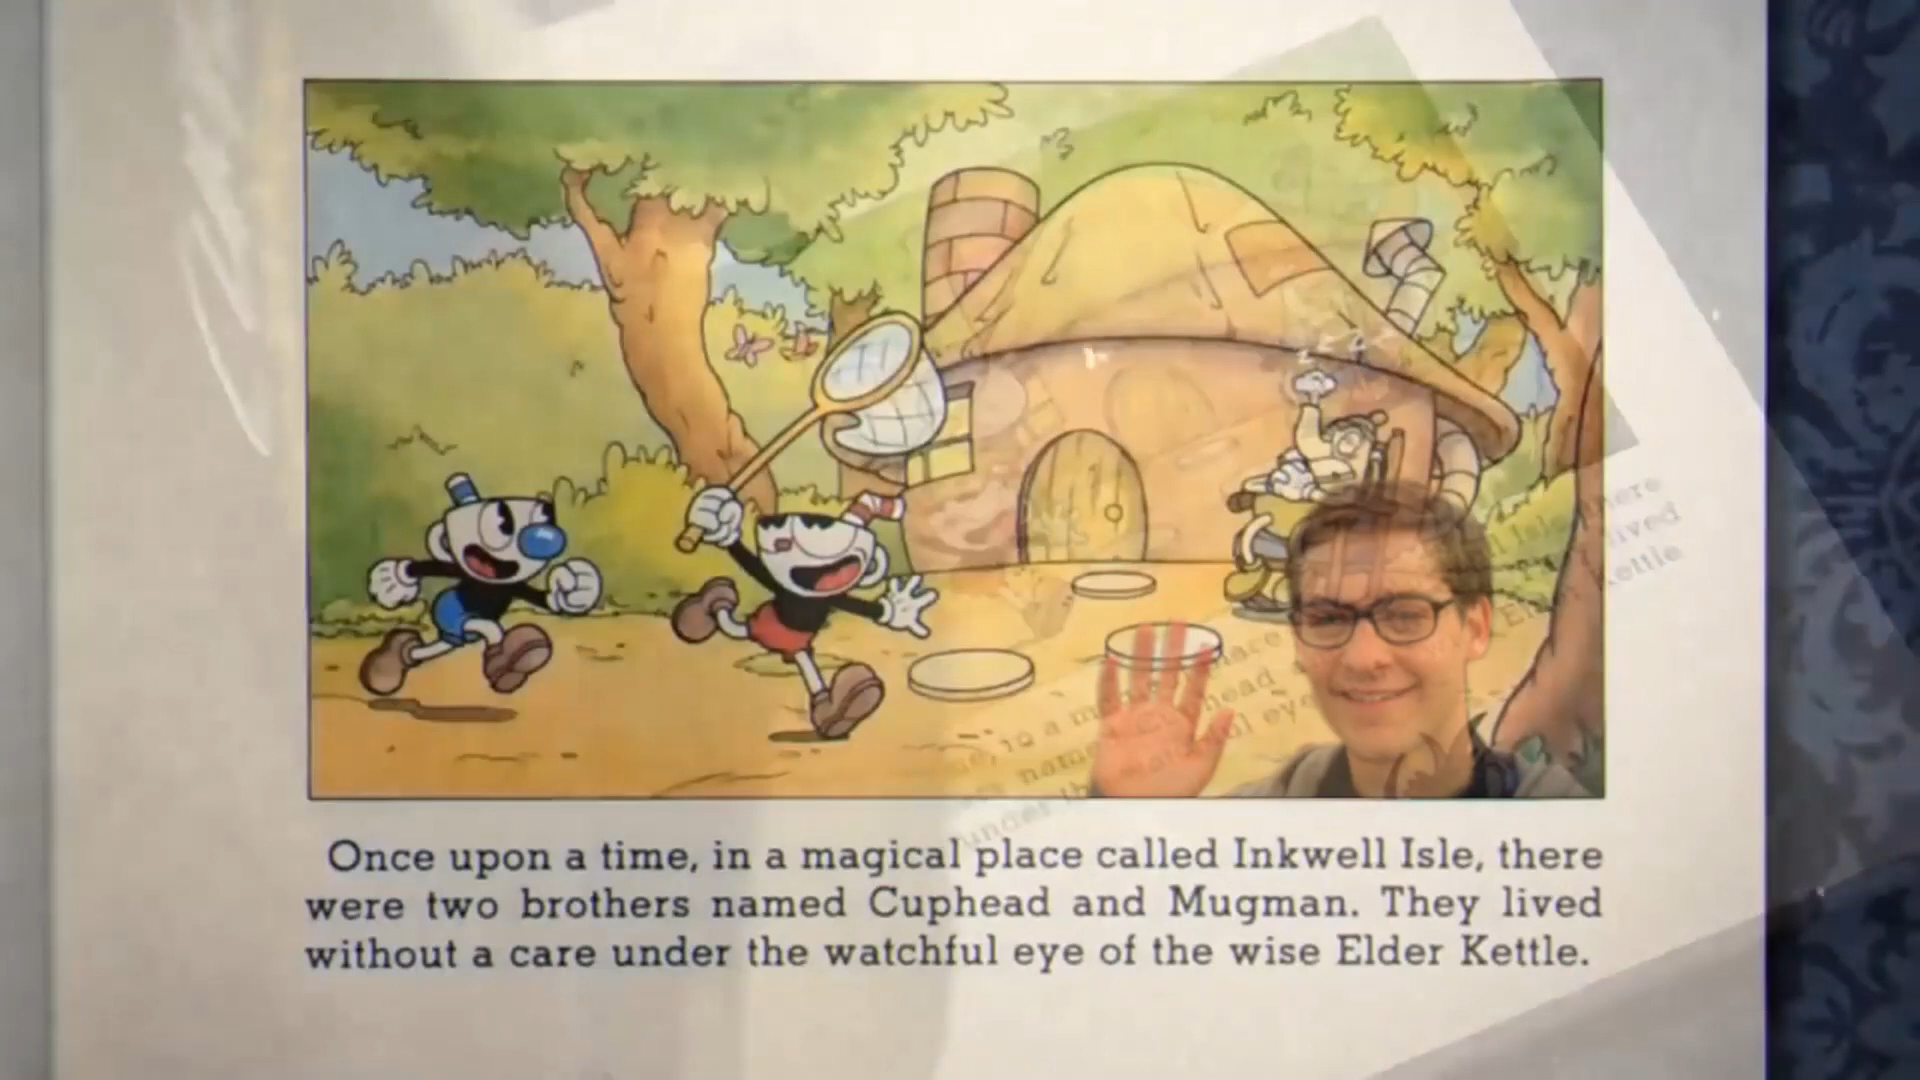 Once upon a time, in a magical place called Inkwell Isle, there
were two brothers named Cuphead and Mugman. They lived
without a care under the watchful eye of the wise Elder Kettle.